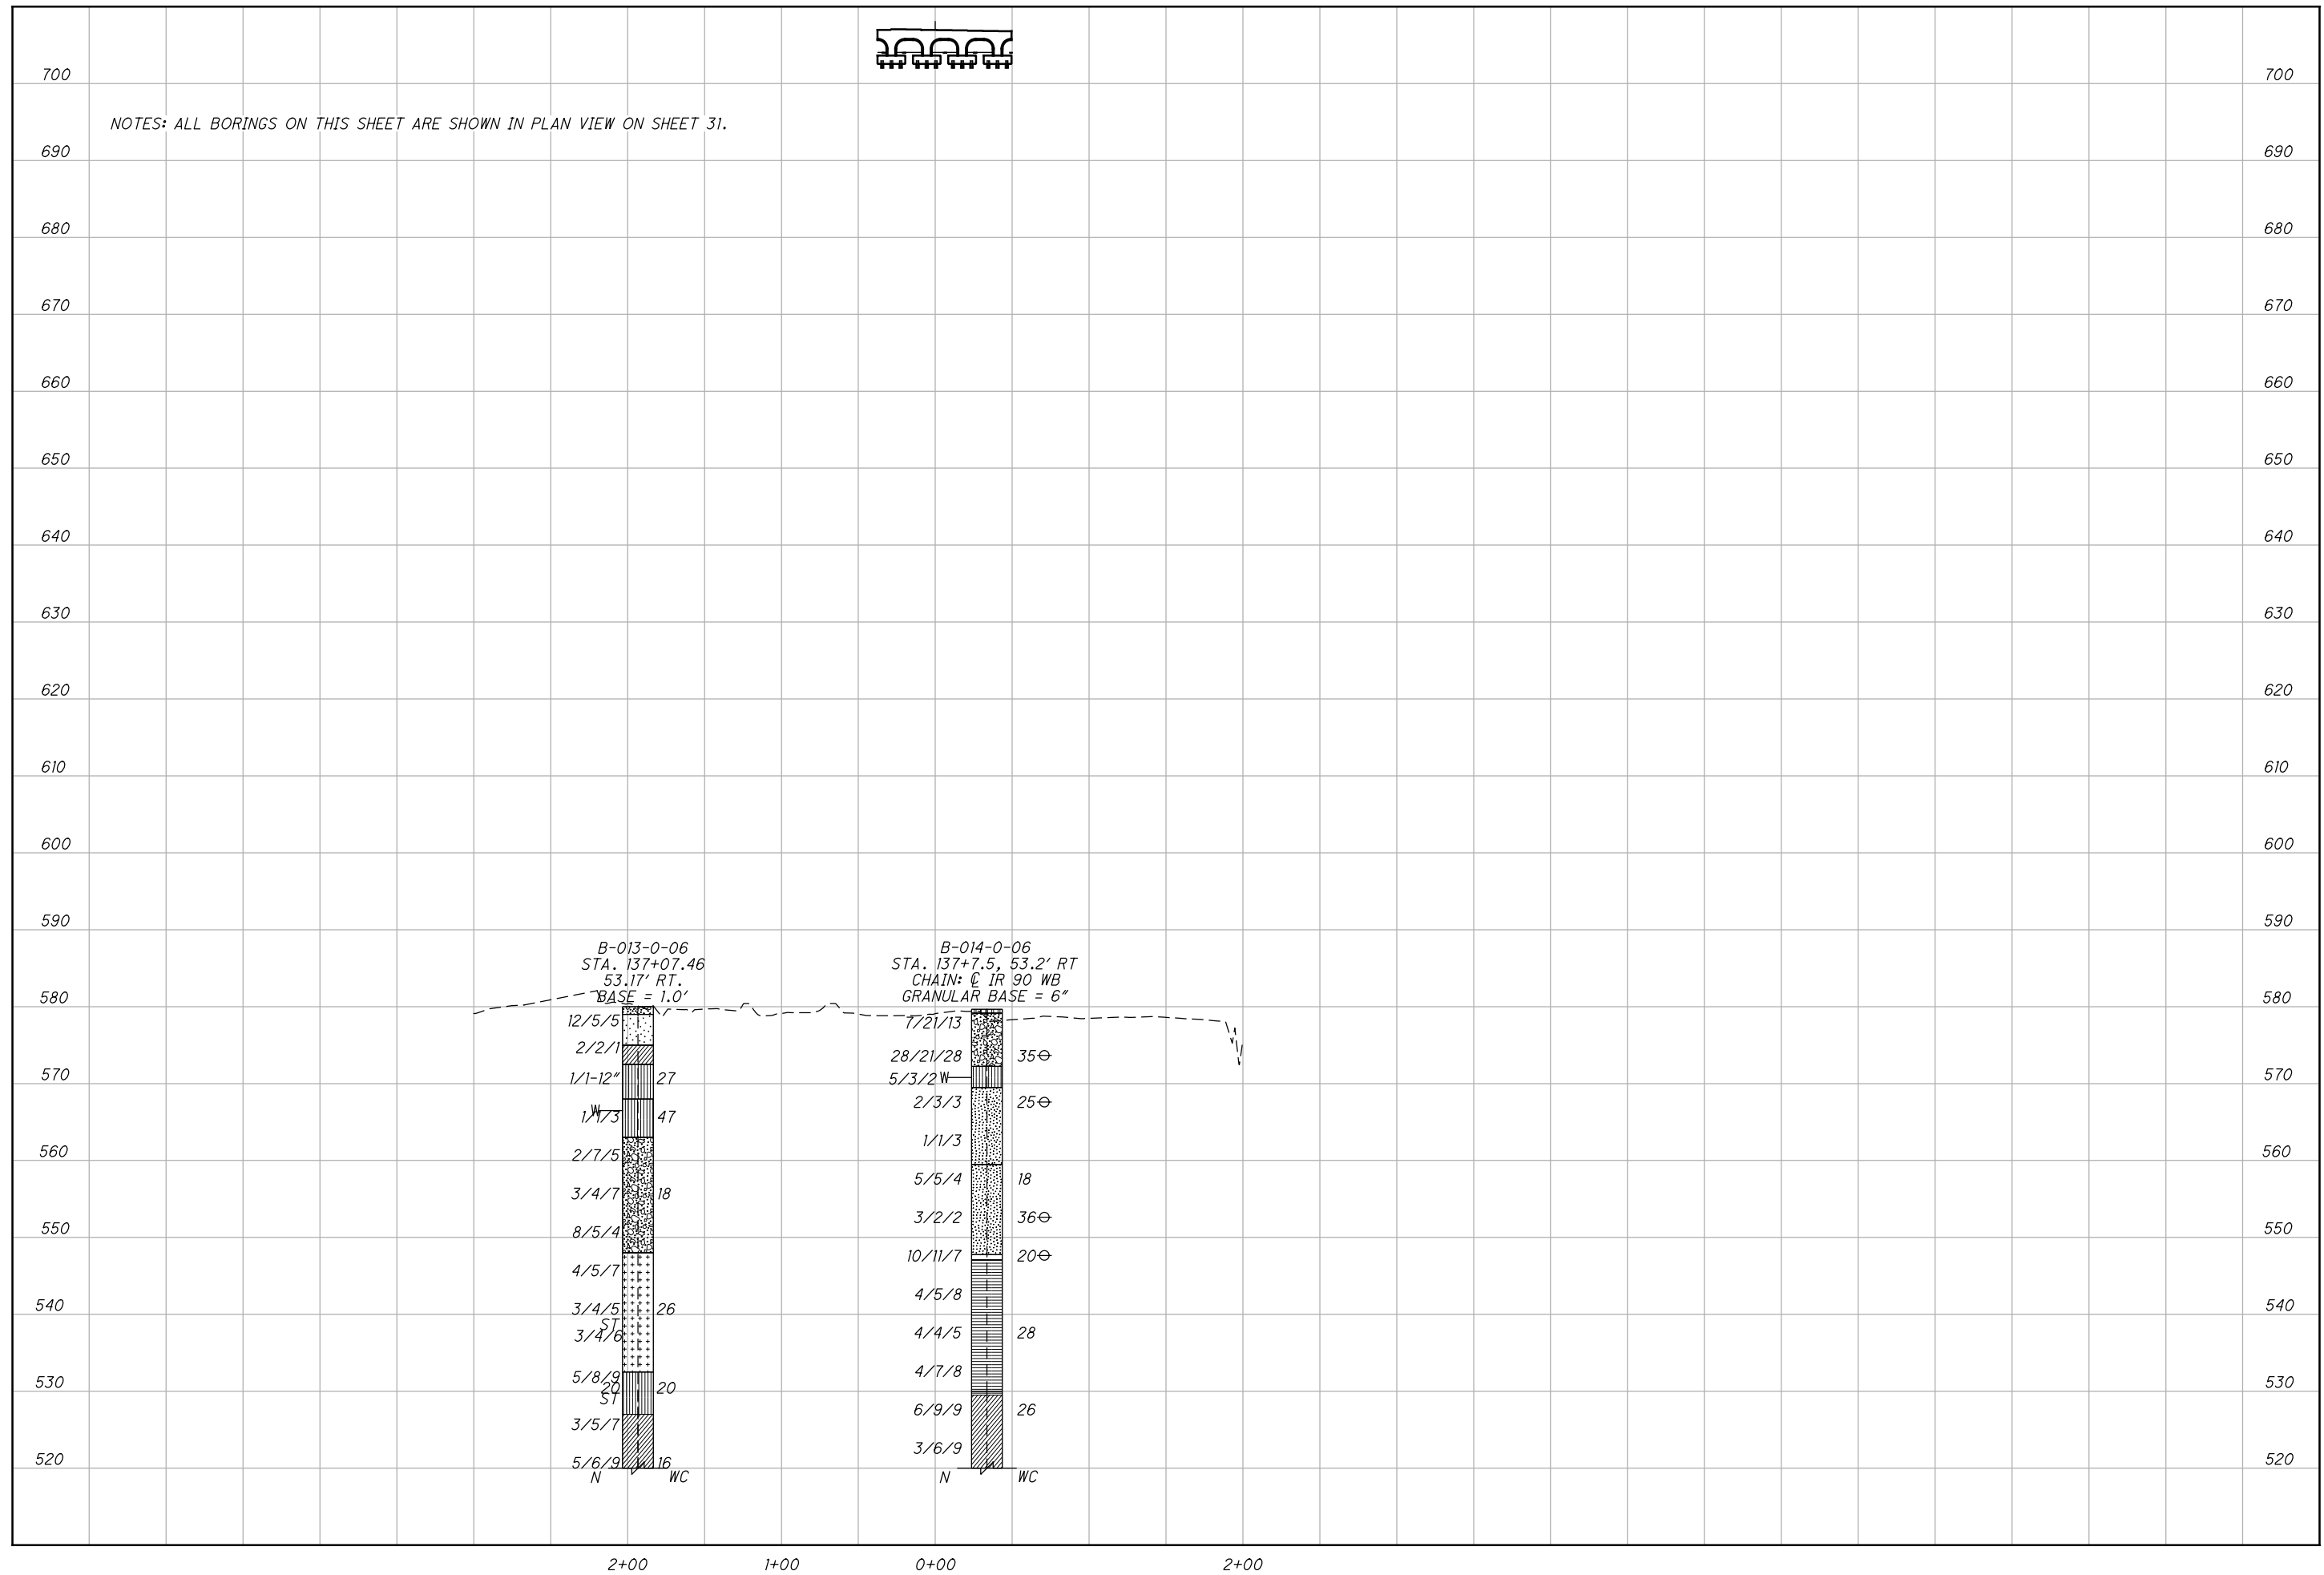 700 700
NOTES: ALL BORINGS ON THIS SHEET ARE SHOWN IN PLAN VIEW ON SHEET 31.
690 690
680 680
670 670
660 660
650 650
640 640
630 630
620 620
610 610
600 600
590 590
B-013-0-06
STA. 137+07.46
53.17' RT.
BASE = 1.0'
B-014-0-06
STA. 137+7.5, 53.2' RT
CHAIN: ℄ IR 90 WB
GRANULAR BASE = 6"
580 580
12/5/5
2/2/1
570 570
1/1-12" 27
W
1/1/3 47
560 560
2/7/5
3/4/7 18
550 550
8/5/4
4/5/7
540 540
3/4/5 26
ST
3/4/6
530 530
5/8/9
20 20
ST
3/5/7
520 520
5/6/9 16
N WC
7/21/13
28/21/28 35
5/3/2 W
2/3/3 25
1/1/3
5/5/4 18
3/2/2 36
10/11/7 20
4/5/8
4/4/5 28
4/7/8
6/9/9 26
3/6/9
N WC
2+00 1+00 0+00 2+00